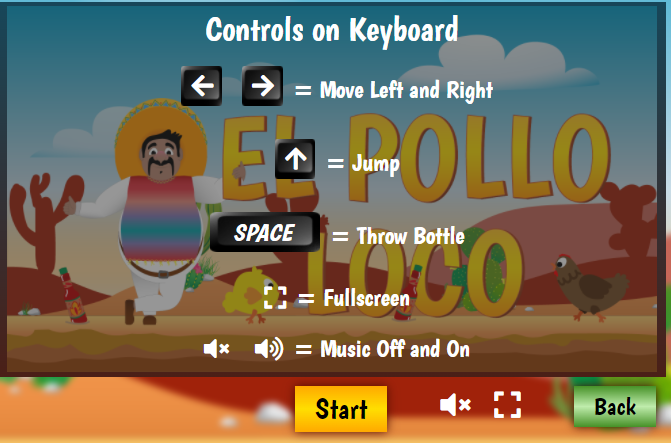 Controls on Keyboard
= Move Left and Right
EL POLLO
= Jump
SPACE = Throw Bottle
LOCO
= Fullscreen
= Music Off and On
Start
Back